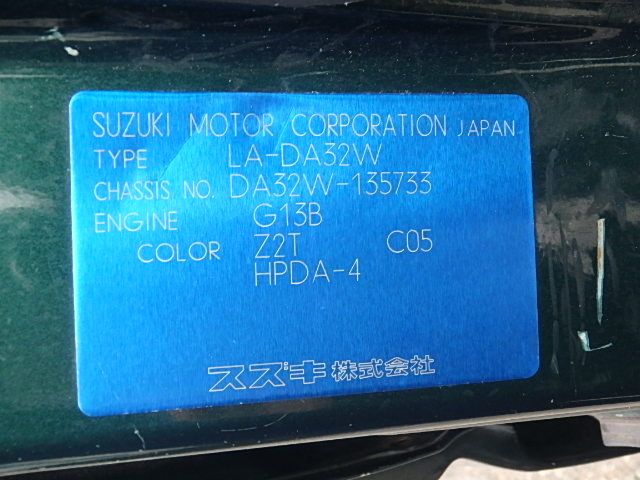 SUZUKI MOTOR CORPORATION JAPAN
TYPE LA-DA32W
CHASSIS NO. DA32W-135733
ENGINE G13B
COLOR Z2T C05
HPDA-4
スズキ株式会社